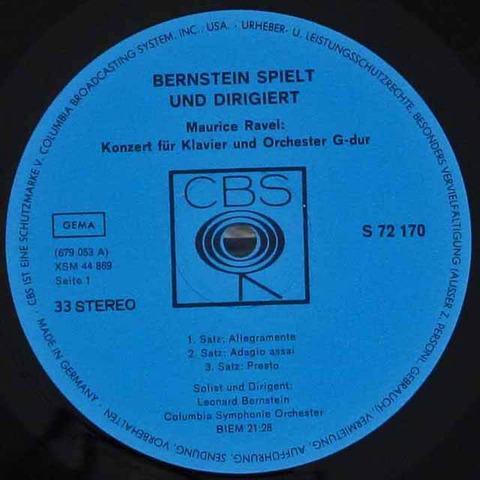 CBS IST EINE SCHUTZMARKE V. COLUMBIA BROADCASTING SYSTEM, INC., USA. - URHEBER- U. LEISTUNGSSCHUTZRECHTE, BESONDERS VERVIELFÄLTIGUNG (AUSSER Z. PERSÖNL. GEBRAUCH), VERMIETUNG, AUFFÜHRUNG, SENDUNG, VORBEHALTEN. MADE IN GERMANY.
BERNSTEIN SPIELT
UND DIRIGIERT
Maurice Ravel:
Konzert für Klavier und Orchester G-dur
CBS
GEMA
S 72 170
(679 053 A)
XSM 44 869
Seite 1
33 STEREO
1. Satz: Allegramente
2. Satz: Adagio assai
3. Satz: Presto
Solist und Dirigent:
Leonard Bernstein
Columbia Symphonie Orchester
BIEM 21:28